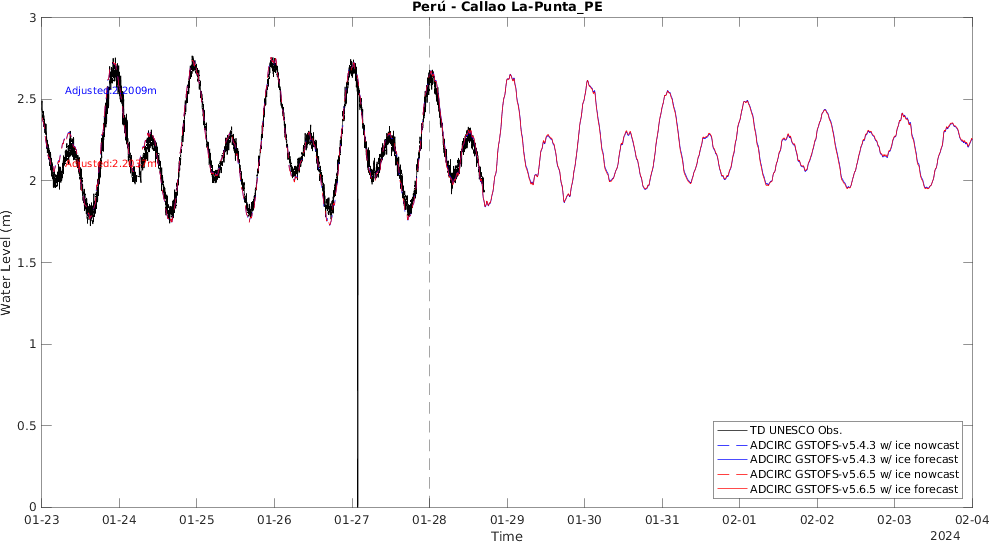 Perú - Callao La-Punta_PE
3
2.5
2
1.5
1
0.5
0
Water Level (m)
Adjusted:2.2009m
TD UNESCO Obs.
ADCIRC GSTOFS-v5.4.3 w/ ice nowcast
ADCIRC GSTOFS-v5.4.3 w/ ice forecast
ADCIRC GSTOFS-v5.6.5 w/ ice nowcast
ADCIRC GSTOFS-v5.6.5 w/ ice forecast
01-23 01-24 01-25 01-26 01-27 01-28 01-29 01-30 01-31 02-01 02-02 02-03 02-04
Time
2024